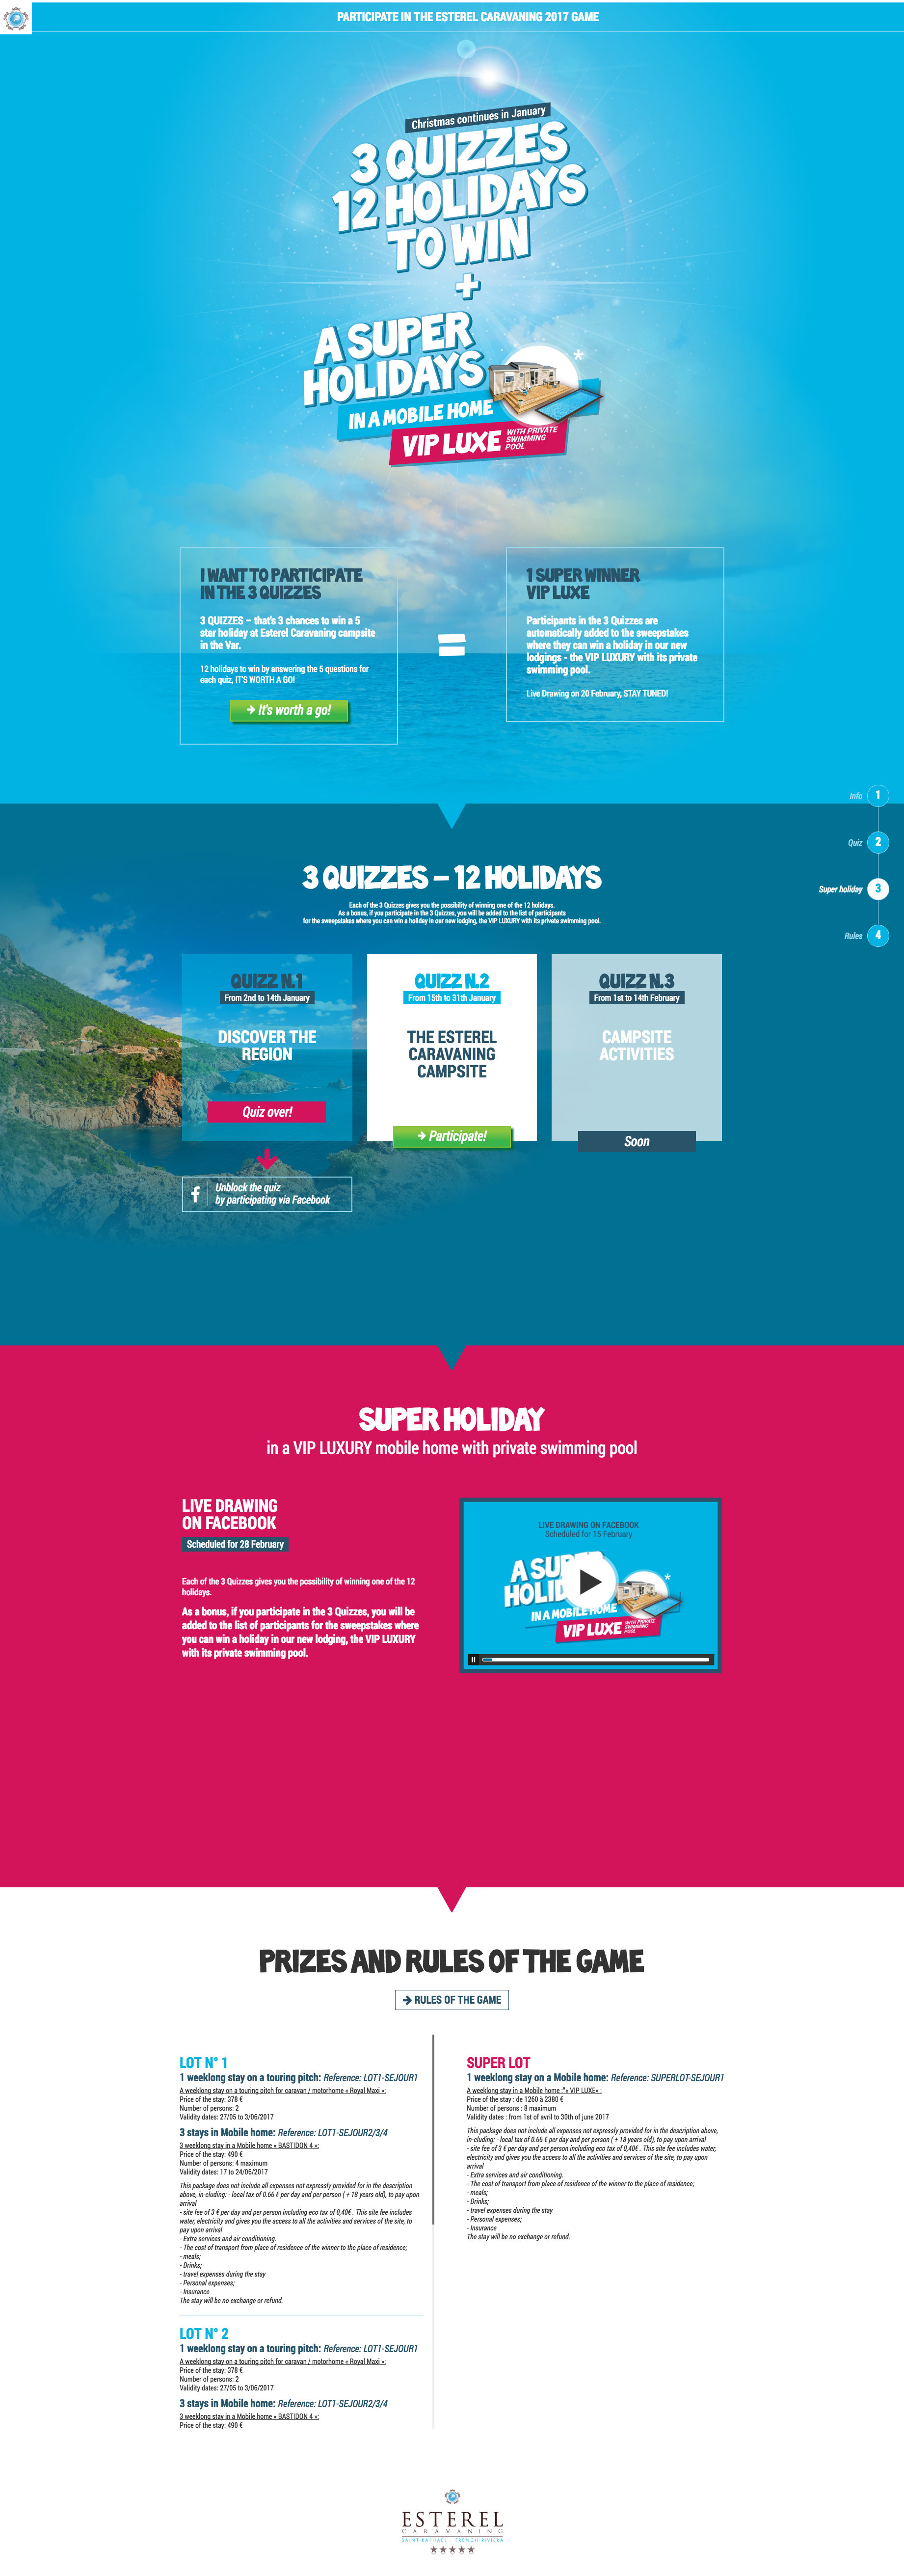 PARTICIPATE IN THE ESTEREL CARAVANING 2017 GAME
Christmas continues in January
3 QUIZZES
12 HOLIDAYS
TO WIN
+
A SUPER
HOLIDAYS
*
IN A MOBILE HOME
VIP LUXE
WITH PRIVATE
SWIMMING
POOL
I WANT TO PARTICIPATE
IN THE 3 QUIZZES
3 QUIZZES – that's 3 chances to win a 5
star holiday at Esterel Caravaning campsite
in the Var.
12 holidays to win by answering the 5 questions for
each quiz, IT'S WORTH A GO!
→ It's worth a go!
=
1 SUPER WINNER
VIP LUXE
Participants in the 3 Quizzes are
automatically added to the sweepstakes
where they can win a holiday in our new
lodgings - the VIP LUXURY with its private
swimming pool.
Live Drawing on 20 February, STAY TUNED!
Info 1
Quiz 2
Super holiday 3
Rules 4
3 QUIZZES – 12 HOLIDAYS
Each of the 3 Quizzes gives you the possibility of winning one of the 12 holidays.
As a bonus, if you participate in the 3 Quizzes, you will be added to the list of participants
for the sweepstakes where you can win a holiday in our new lodging, the VIP LUXURY with its private swimming pool.
QUIZZ N.1
From 2nd to 14th January
DISCOVER THE
REGION
Quiz over!
Unblock the quiz
by participating via Facebook
QUIZZ N.2
From 15th to 31th January
THE ESTEREL
CARAVANING
CAMPSITE
→ Participate!
QUIZZ N.3
From 1st to 14th February
CAMPSITE
ACTIVITIES
Soon
SUPER HOLIDAY
in a VIP LUXURY mobile home with private swimming pool
LIVE DRAWING
ON FACEBOOK
Scheduled for 28 February
Each of the 3 Quizzes gives you the possibility of winning one of the 12
holidays.
As a bonus, if you participate in the 3 Quizzes, you will be
added to the list of participants for the sweepstakes where
you can win a holiday in our new lodging, the VIP LUXURY
with its private swimming pool.
LIVE DRAWING ON FACEBOOK
Scheduled for 15 February
A SUPER
HOLIDAYS
*
IN A MOBILE HOME
VIP LUXE
WITH PRIVATE
SWIMMING
POOL
PRIZES AND RULES OF THE GAME
→ RULES OF THE GAME
LOT N° 1
1 weeklong stay on a touring pitch: Reference: LOT1-SEJOUR1
A weeklong stay on a touring pitch for caravan / motorhome « Royal Maxi »:
Price of the stay: 378 €
Number of persons: 2
Validity dates: 27/05 to 3/06/2017
3 stays in Mobile home: Reference: LOT1-SEJOUR2/3/4
3 weeklong stay in a Mobile home « BASTIDON 4 »:
Price of the stay: 490 €
Number of persons: 4 maximum
Validity dates: 17 to 24/06/2017
This package does not include all expenses not expressly provided for in the description
above, in-cluding: - local tax of 0.66 € per day and per person ( + 18 years old), to pay upon
arrival
- site fee of 3 € per day and per person including eco tax of 0,40€ . This site fee includes
water, electricity and gives you the access to all the activities and services of the site, to
pay upon arrival
- Extra services and air conditioning.
- The cost of transport from place of residence of the winner to the place of residence;
- meals;
- Drinks;
- travel expenses during the stay
- Personal expenses;
- Insurance
The stay will be no exchange or refund.
LOT N° 2
1 weeklong stay on a touring pitch: Reference: LOT1-SEJOUR1
A weeklong stay on a touring pitch for caravan / motorhome « Royal Maxi »:
Price of the stay: 378 €
Number of persons: 2
Validity dates: 27/05 to 3/06/2017
3 stays in Mobile home: Reference: LOT1-SEJOUR2/3/4
3 weeklong stay in a Mobile home « BASTIDON 4 »:
Price of the stay: 490 €
SUPER LOT
1 weeklong stay on a Mobile home: Reference: SUPERLOT-SEJOUR1
A weeklong stay in a Mobile home :"« VIP LUXE» :
Price of the stay : de 1260 à 2380 €
Number of persons : 8 maximum
Validity dates : from 1st of avril to 30th of june 2017
This package does not include all expenses not expressly provided for in the description above,
in-cluding: - local tax of 0.66 € per day and per person ( + 18 years old), to pay upon arrival
- site fee of 3 € per day and per person including eco tax of 0,40€ . This site fee includes water,
electricity and gives you the access to all the activities and services of the site, to pay upon
arrival
- Extra services and air conditioning.
- The cost of transport from place of residence of the winner to the place of residence;
- meals;
- Drinks;
- travel expenses during the stay
- Personal expenses;
- Insurance
The stay will be no exchange or refund.
ESTEREL
CARAVANING
SAINT-RAPHAËL FRENCH RIVIERA